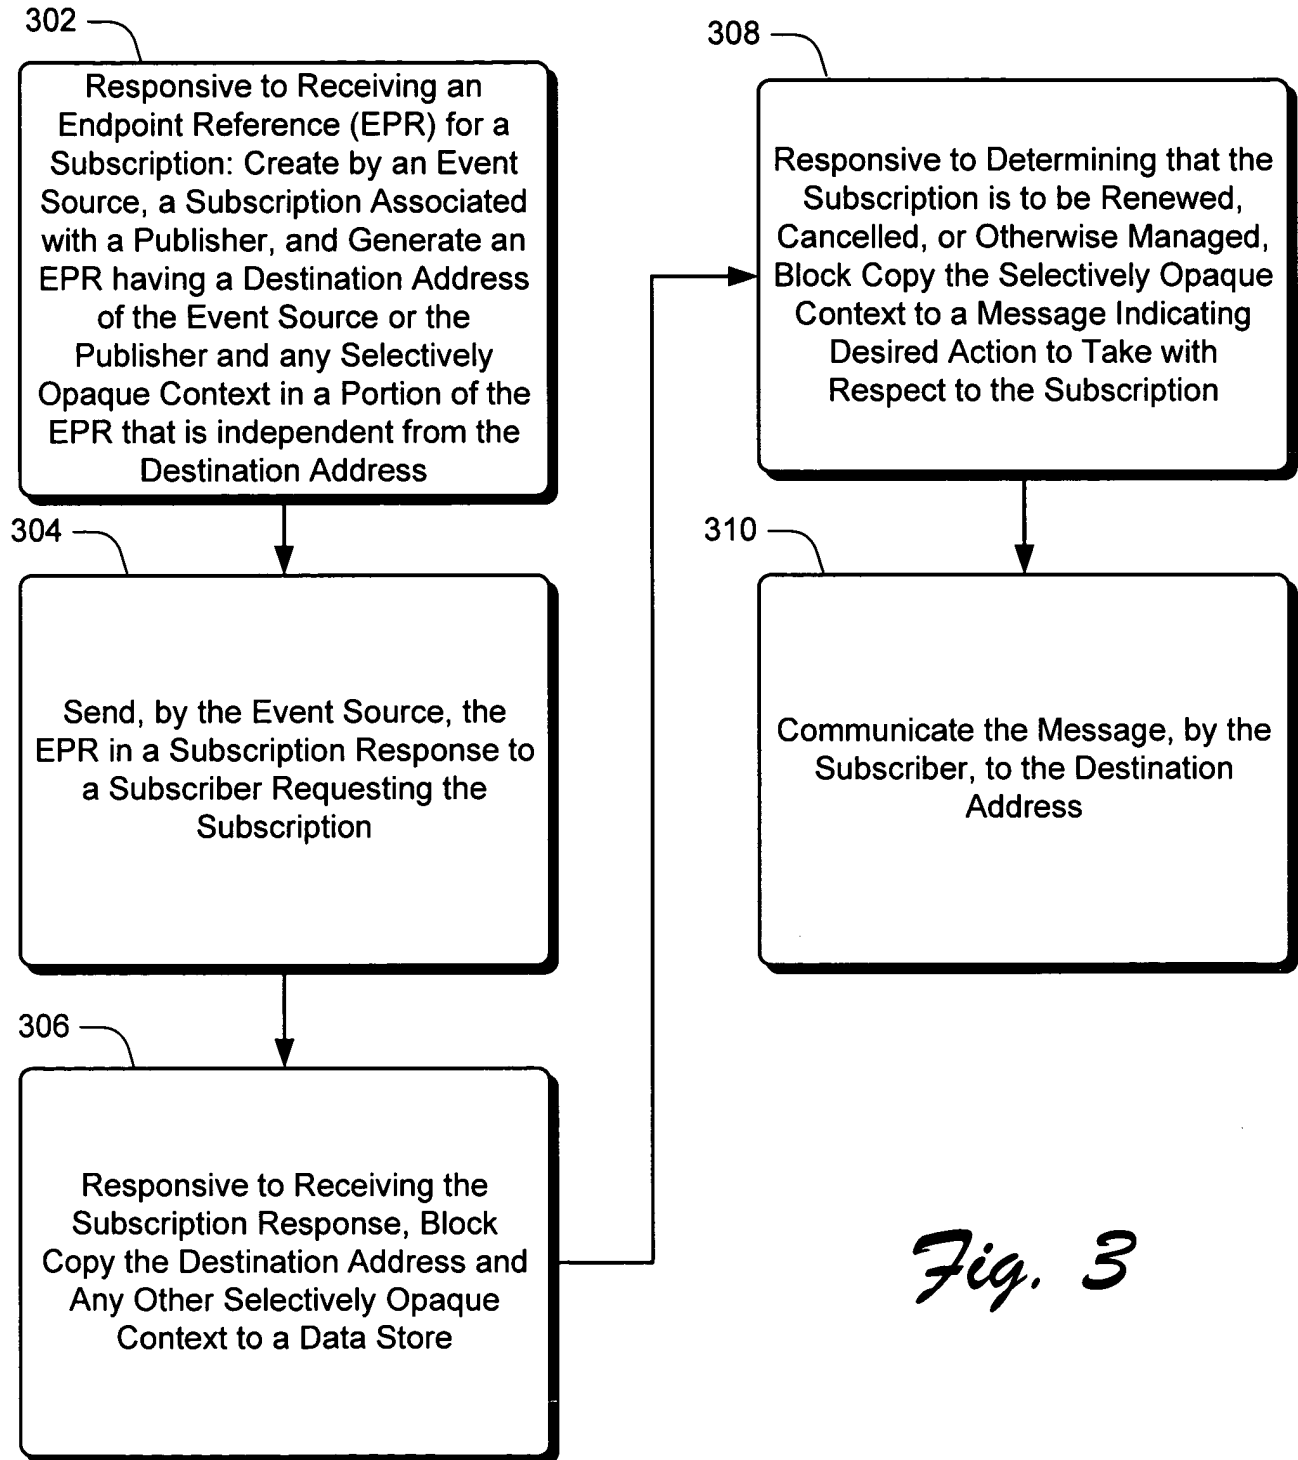 302
Responsive to Receiving an
Endpoint Reference (EPR) for a
Subscription: Create by an Event
Source, a Subscription Associated
with a Publisher, and Generate an
EPR having a Destination Address
of the Event Source or the
Publisher and any Selectively
Opaque Context in a Portion of the
EPR that is independent from the
Destination Address
304
Send, by the Event Source, the
EPR in a Subscription Response to
a Subscriber Requesting the
Subscription
306
Responsive to Receiving the
Subscription Response, Block
Copy the Destination Address and
Any Other Selectively Opaque
Context to a Data Store
308
Responsive to Determining that the
Subscription is to be Renewed,
Cancelled, or Otherwise Managed,
Block Copy the Selectively Opaque
Context to a Message Indicating
Desired Action to Take with
Respect to the Subscription
310
Communicate the Message, by the
Subscriber, to the Destination
Address
Fig. 3